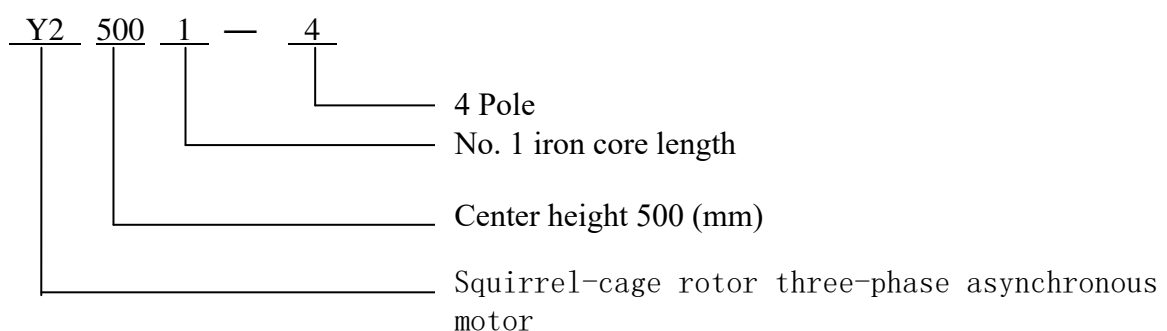 Y2 500 1 — 4
4 Pole
No. 1 iron core length
Center height 500 (mm)
Squirrel-cage rotor three-phase asynchronous
motor